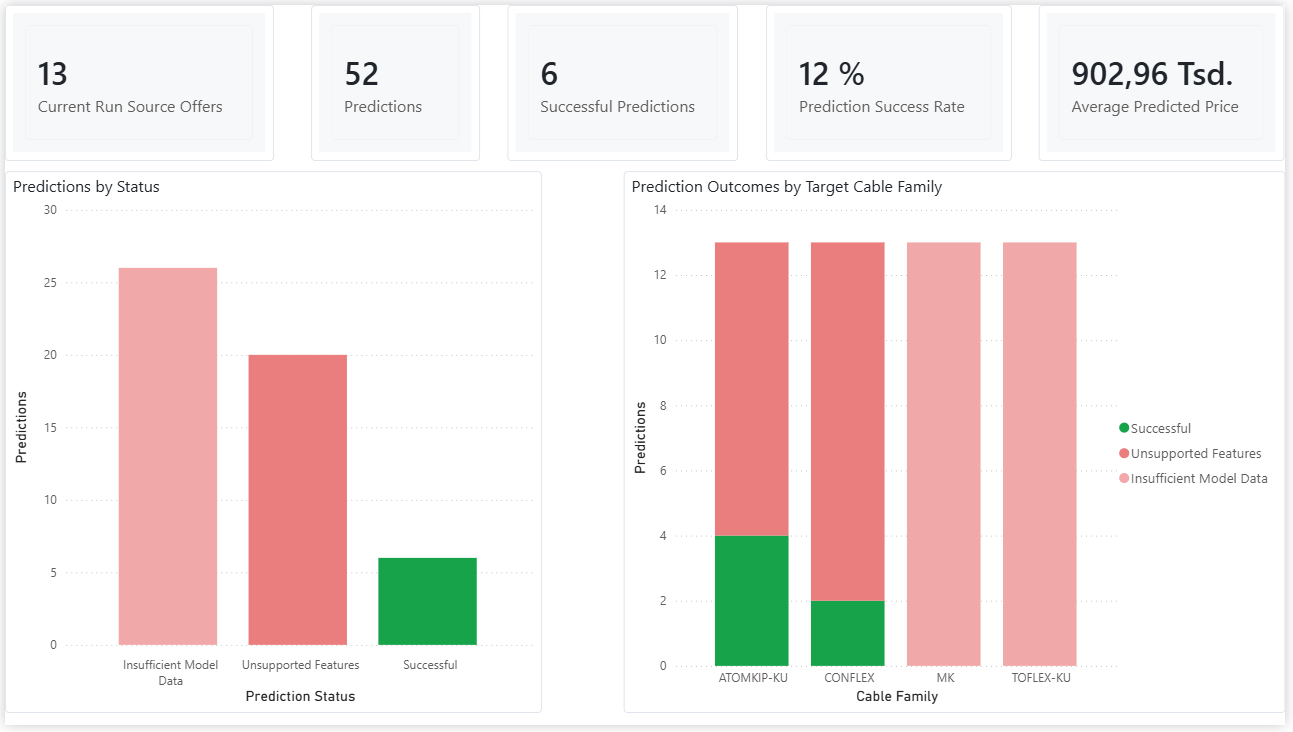 13
Current Run Source Offers
52
Predictions
6
Successful Predictions
12 %
Prediction Success Rate
902,96 Tsd.
Average Predicted Price
Predictions by Status
30
25
20
15
10
5
0
Predictions
Insufficient Model
Data
Unsupported Features
Successful
Prediction Status
Prediction Outcomes by Target Cable Family
14
12
10
8
6
4
2
0
Predictions
ATOMKIP-KU
CONFLEX
MK
TOFLEX-KU
Cable Family
Successful
Unsupported Features
Insufficient Model Data